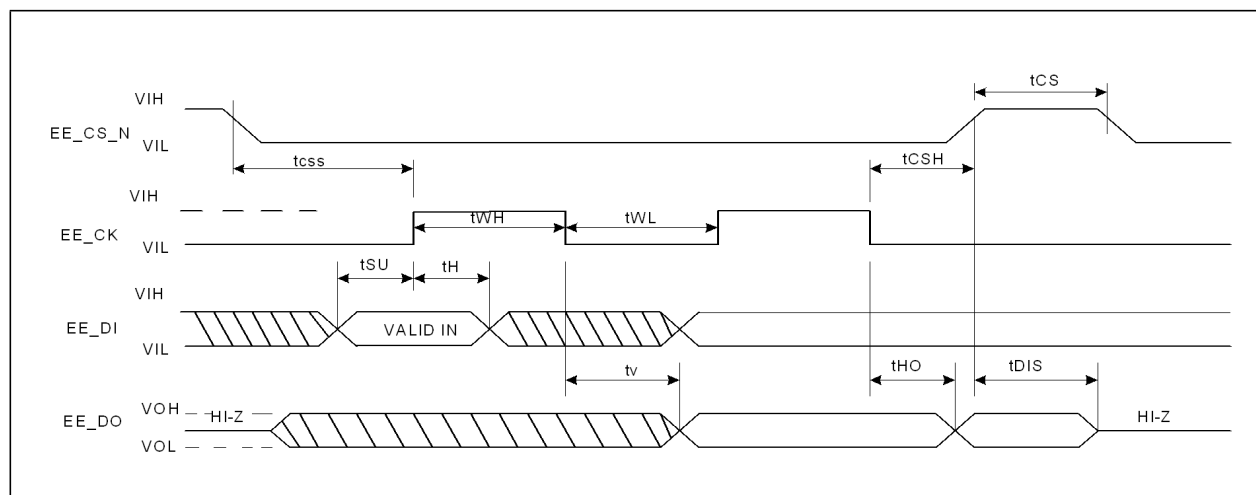 tCS
VIH
EE_CS_N
VIL
tcss
tCSH
VIH
tWH
tWL
EE_CK
VIL
tSU
tH
VIH
EE_DI
VALID IN
VIL
tv
tHO
tDIS
VOH
HI-Z
HI-Z
EE_DO
VOL